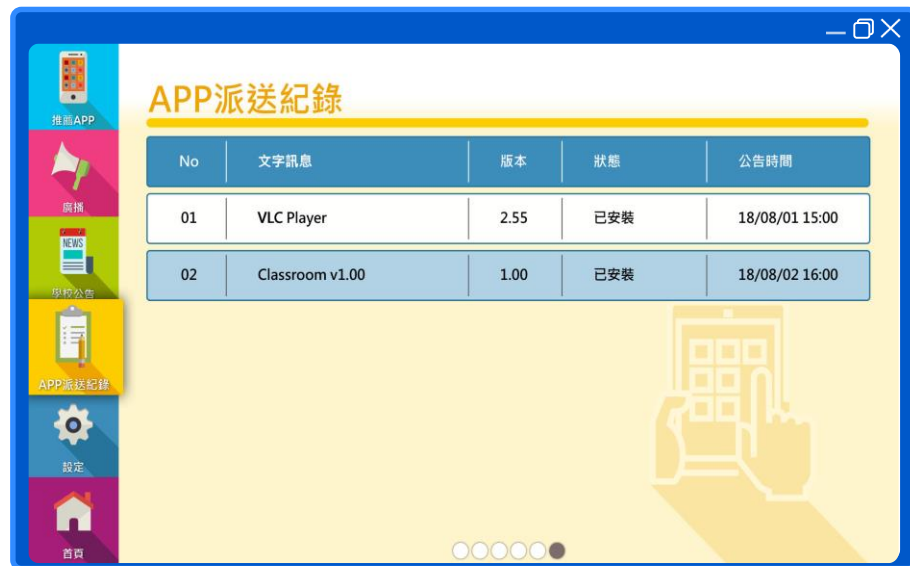 推薦APP
廣播
NEWS
學校公告
APP派送紀錄
設定
首頁
APP派送紀錄
No 文字訊息 版本 狀態 公告時間
01 VLC Player 2.55 已安裝 18/08/01 15:00
02 Classroom v1.00 1.00 已安裝 18/08/02 16:00